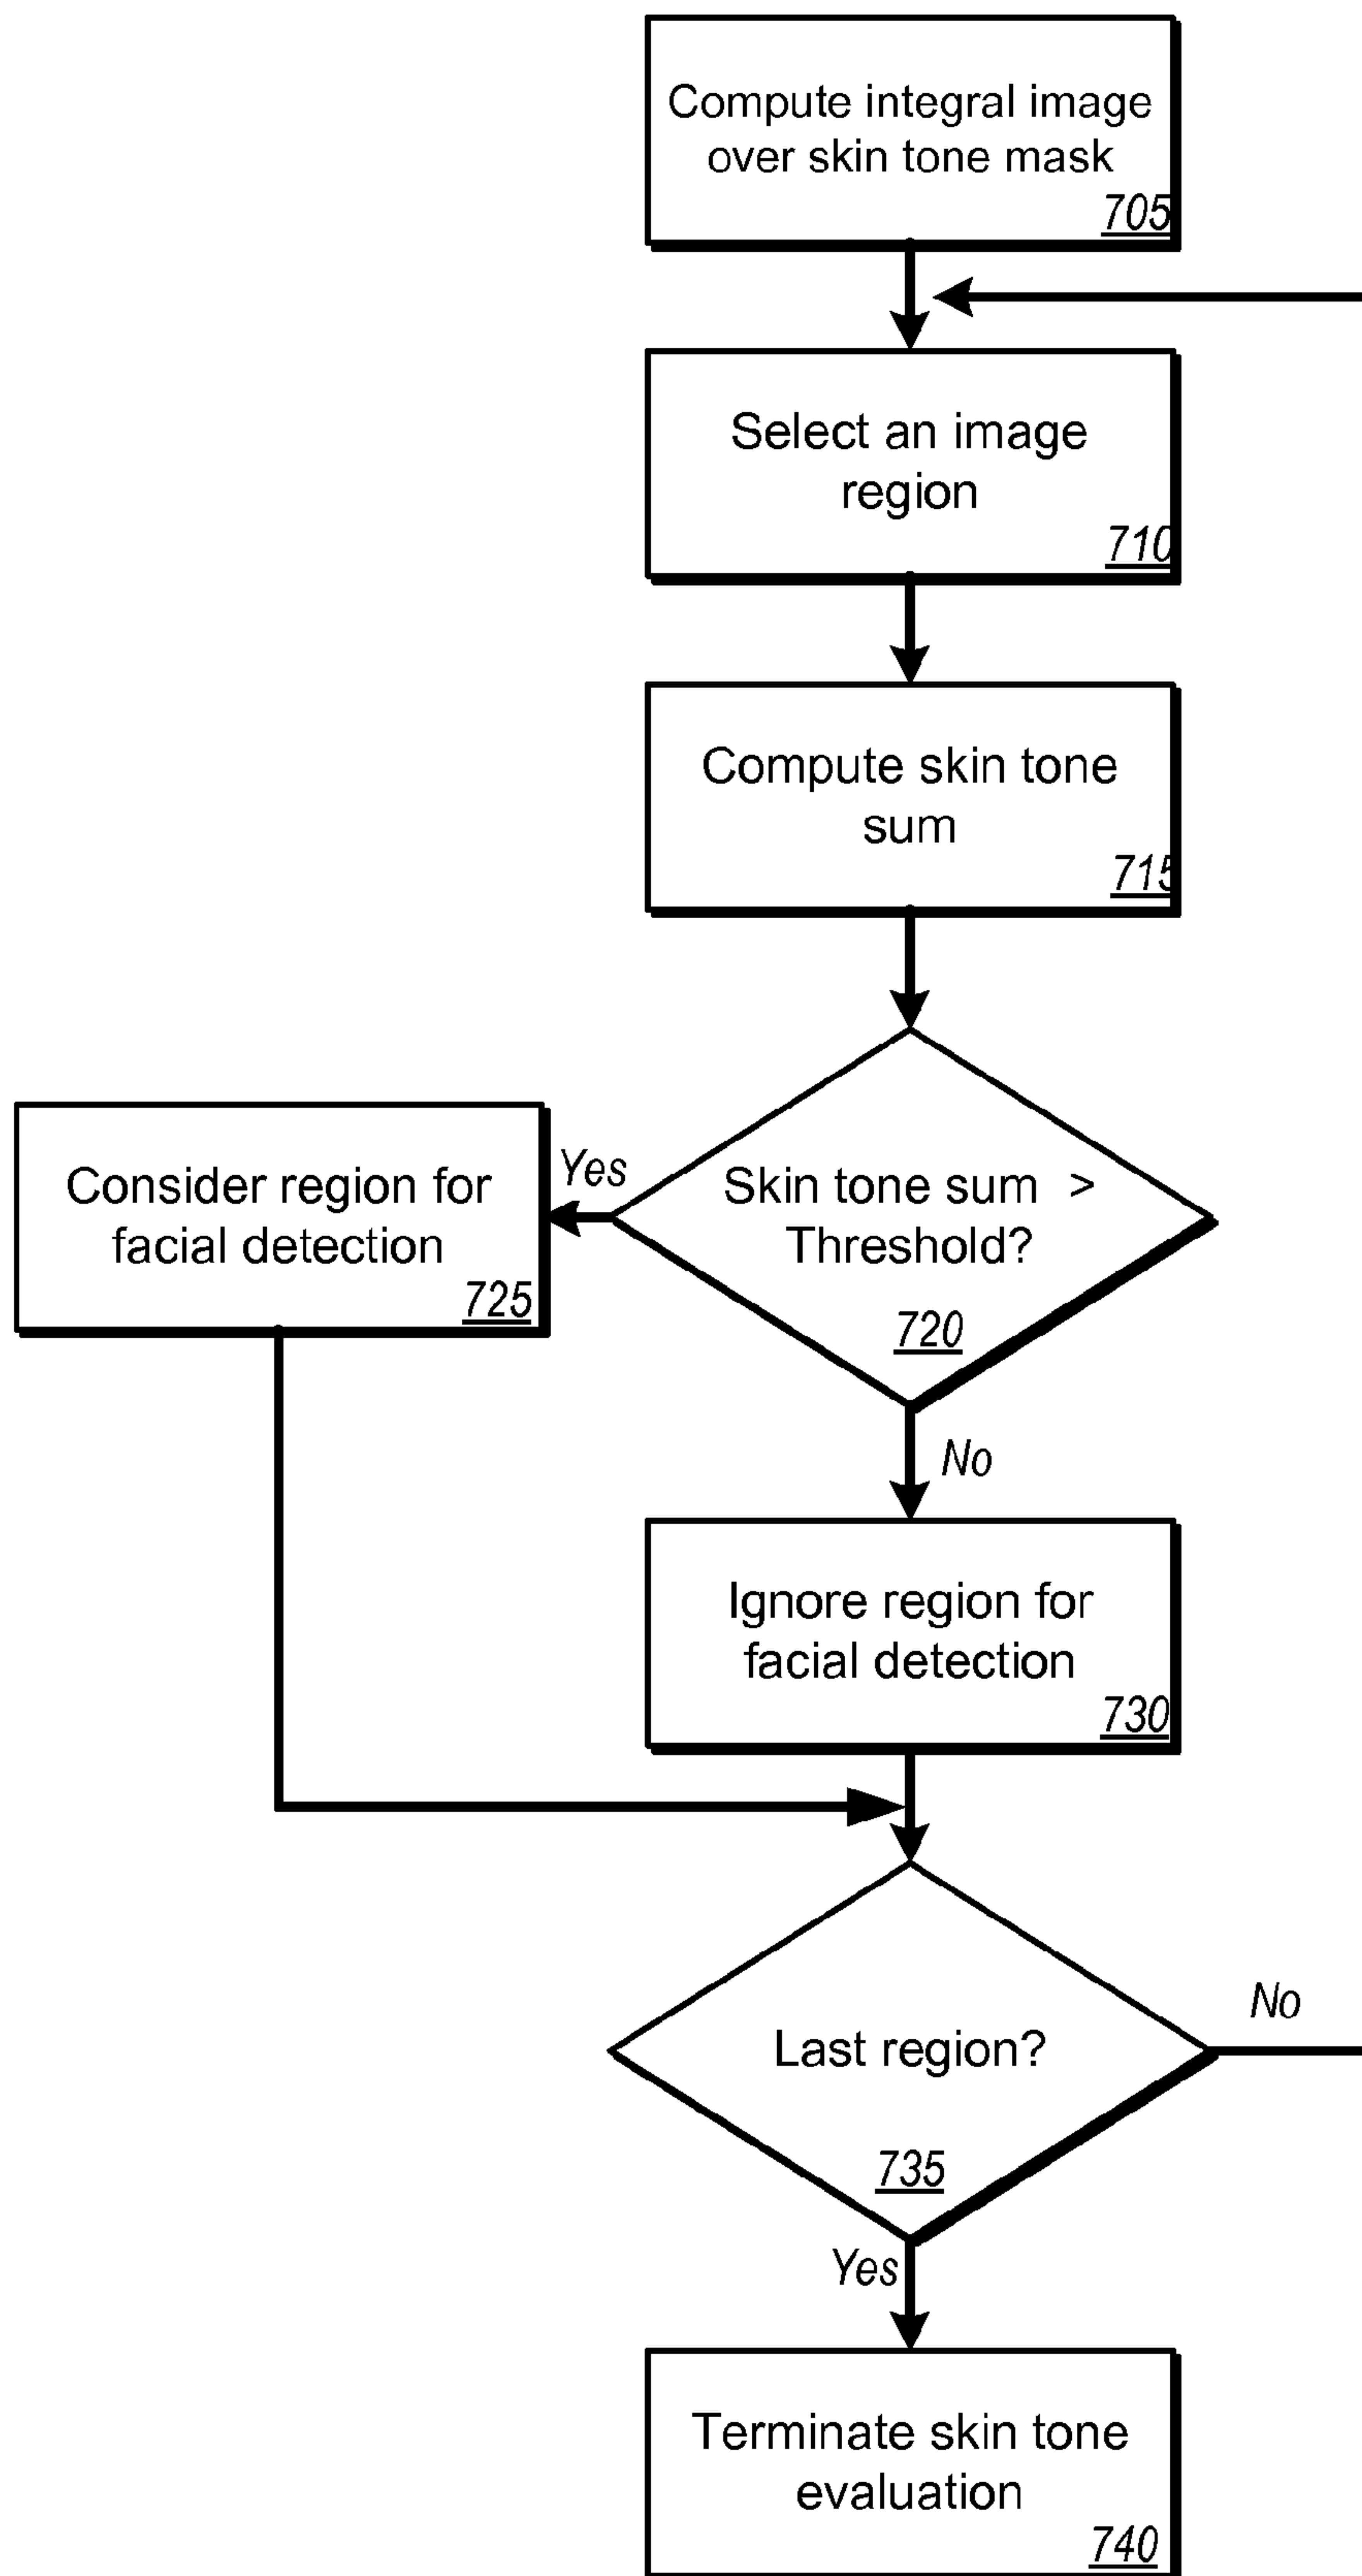 Compute integral image
over skin tone mask
705
Select an image
region
710
Compute skin tone
sum
715
Skin tone sum >
Threshold?
720
Yes
Consider region for
facial detection
725
No
Ignore region for
facial detection
730
Last region?
735
No
Yes
Terminate skin tone
evaluation
740